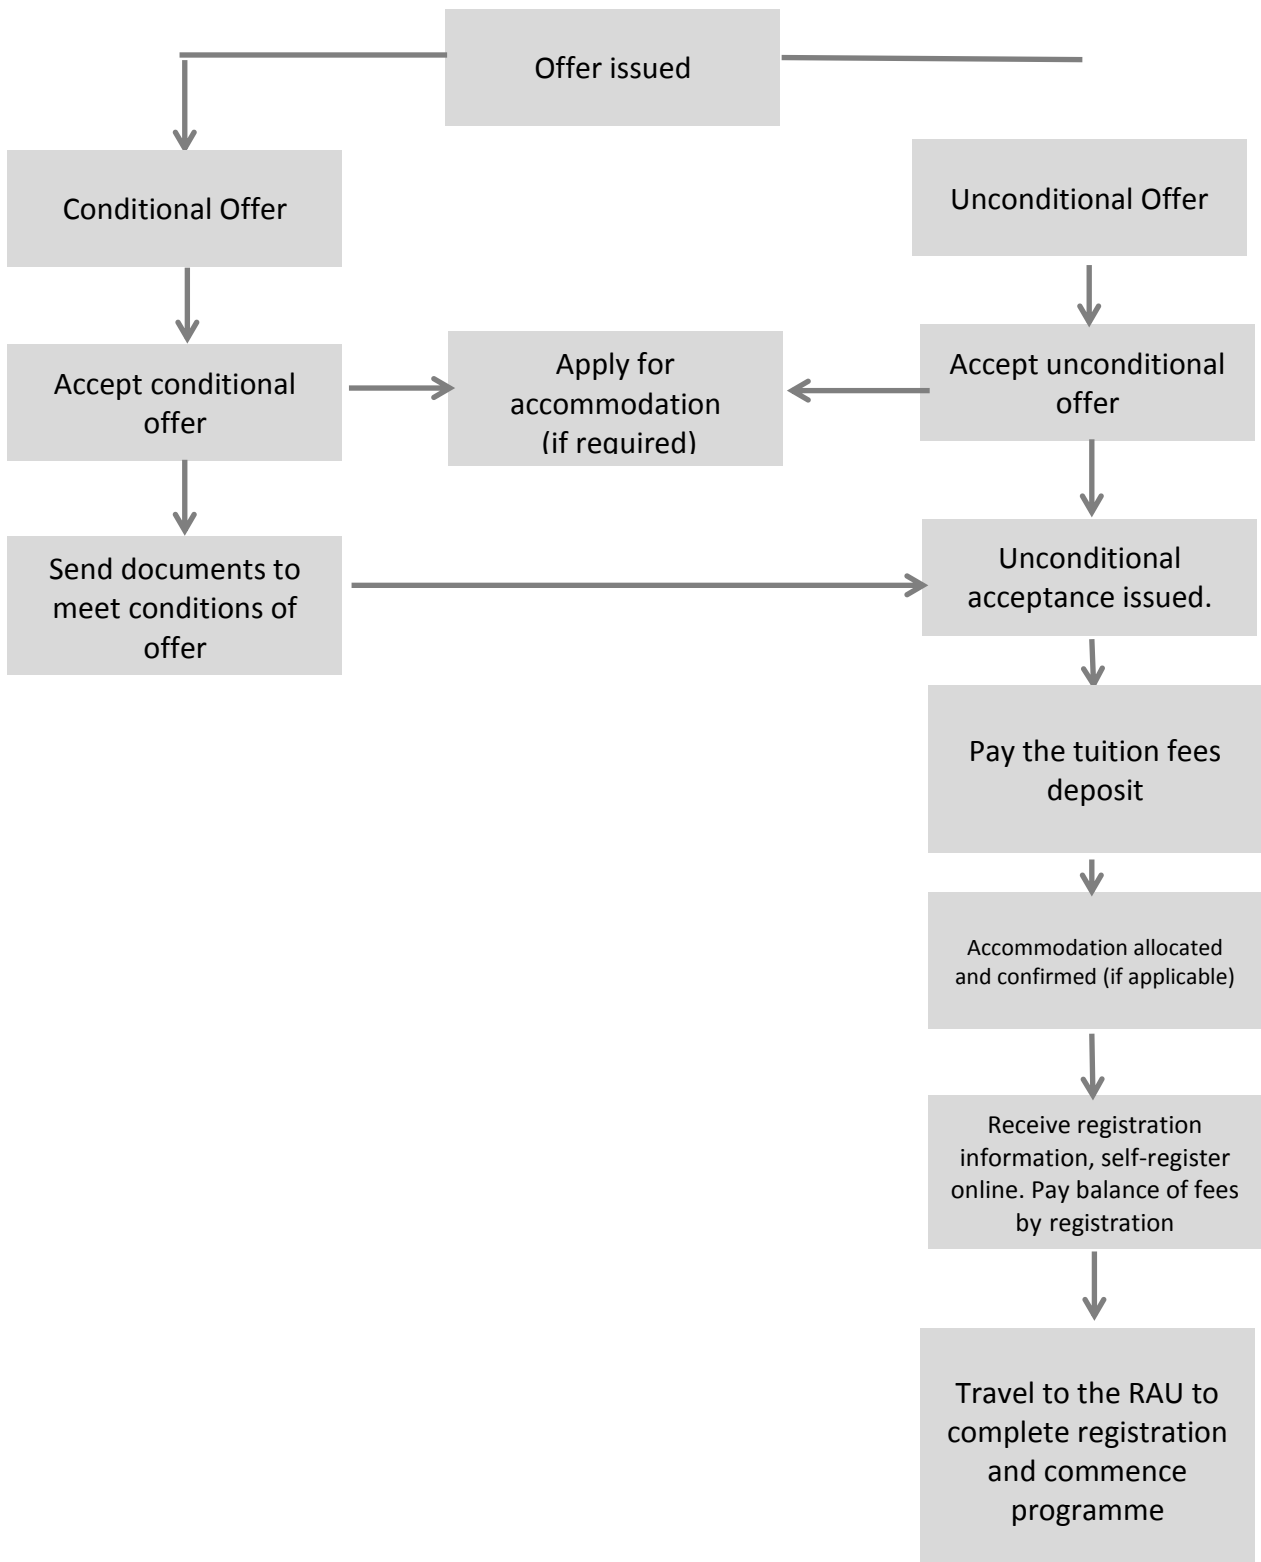 Offer issued
Conditional Offer
Unconditional Offer
Accept conditional
offer
Apply for
accommodation
(if required)
Accept unconditional
offer
Send documents to
meet conditions of
offer
Unconditional
acceptance issued.
Pay the tuition fees
deposit
Accommodation allocated
and confirmed (if applicable)
Receive registration
information, self-register
online. Pay balance of fees
by registration
Travel to the RAU to
complete registration
and commence
programme